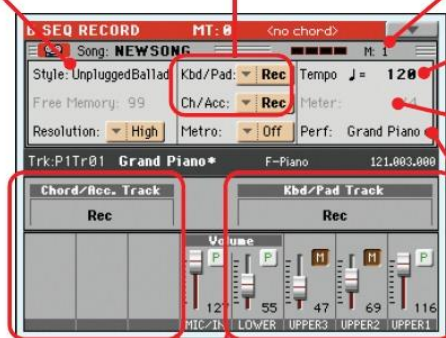 B SEQ RECORD MT: 0 <no chord>
Song: NEWSONG M: 1
Style: UnpluggedBallad Kbd/Pad: Rec Tempo ♩= 120
Free Memory: 99 Ch/Acc: Rec Meter:
Resolution: High Metro: Off Perf: Grand Piano
Trk:P1Tr01 Grand Piano* F-Piano 121.003.000
Chord/Acc. Track Kbd/Pad Track
Rec Rec
Volume
P P M M P
127 55 47 69 116
MIC/IN LOWER UPPER3 UPPER2 UPPER1